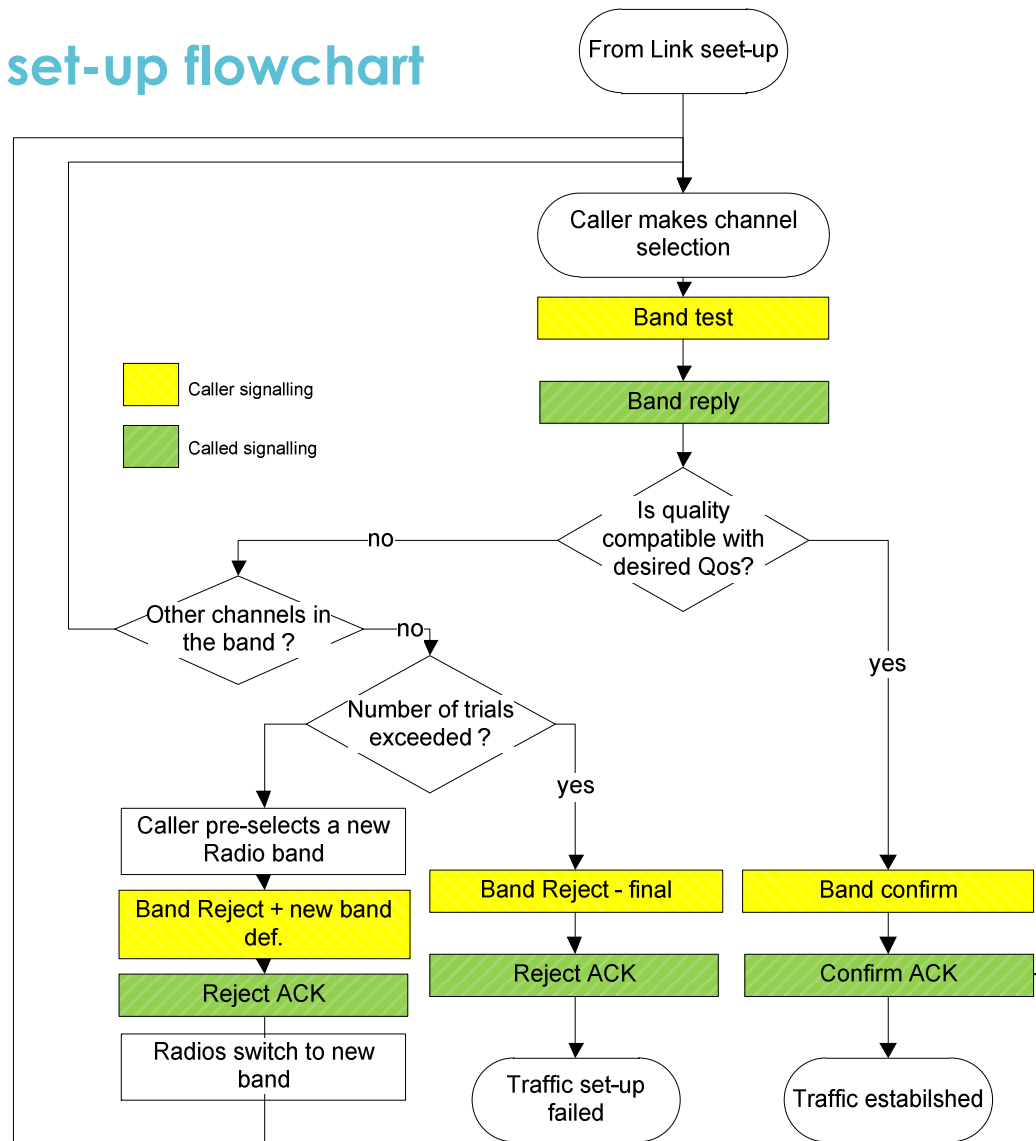 set-up flowchart
From Link seet-up
Caller makes channel
selection
Band test
Caller signalling
Band reply
Called signalling
Is quality
compatible with
desired Qos?
no
Other channels in
the band ?
no
yes
Number of trials
exceeded ?
yes
Caller pre-selects a new
Radio band
Band Reject - final
Band confirm
Band Reject + new band
def.
Reject ACK
Confirm ACK
Reject ACK
Radios switch to new
band
Traffic set-up
failed
Traffic estabilshed